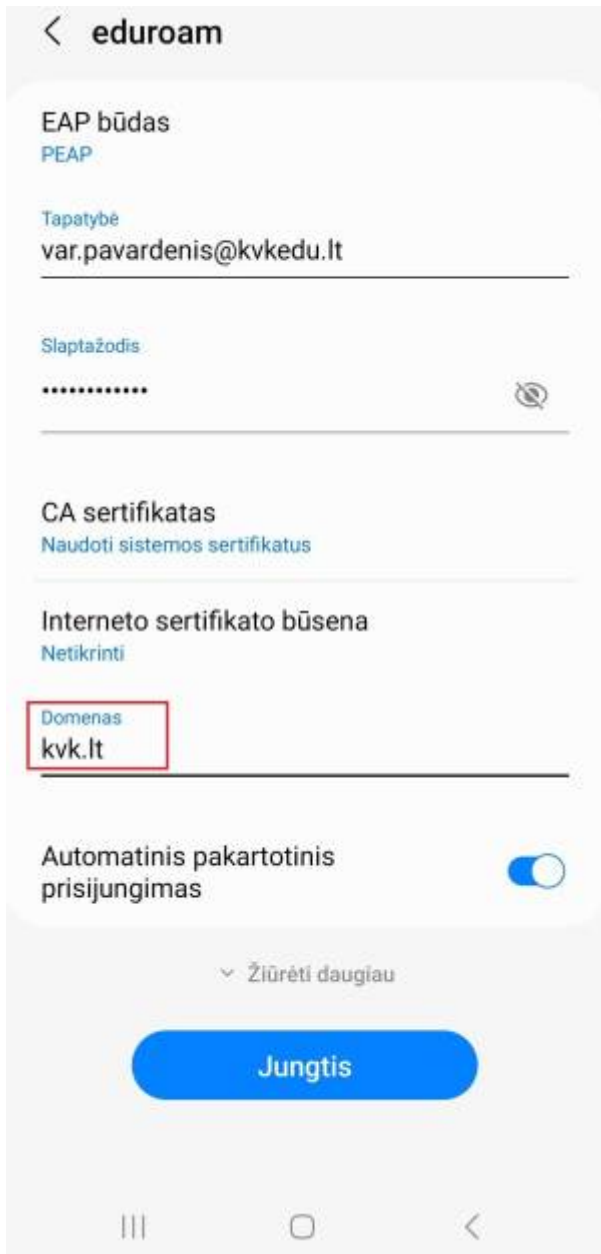 eduroam
EAP būdas
PEAP
Tapatybė
var.pavardenis@kvkedu.lt
Slaptažodis
••••••••••••
CA sertifikatas
Naudoti sistemos sertifikatus
Interneto sertifikato būsena
Netikrinti
Domenas
kvk.lt
Automatinis pakartotinis
prisijungimas
Žiūrėti daugiau
Jungtis